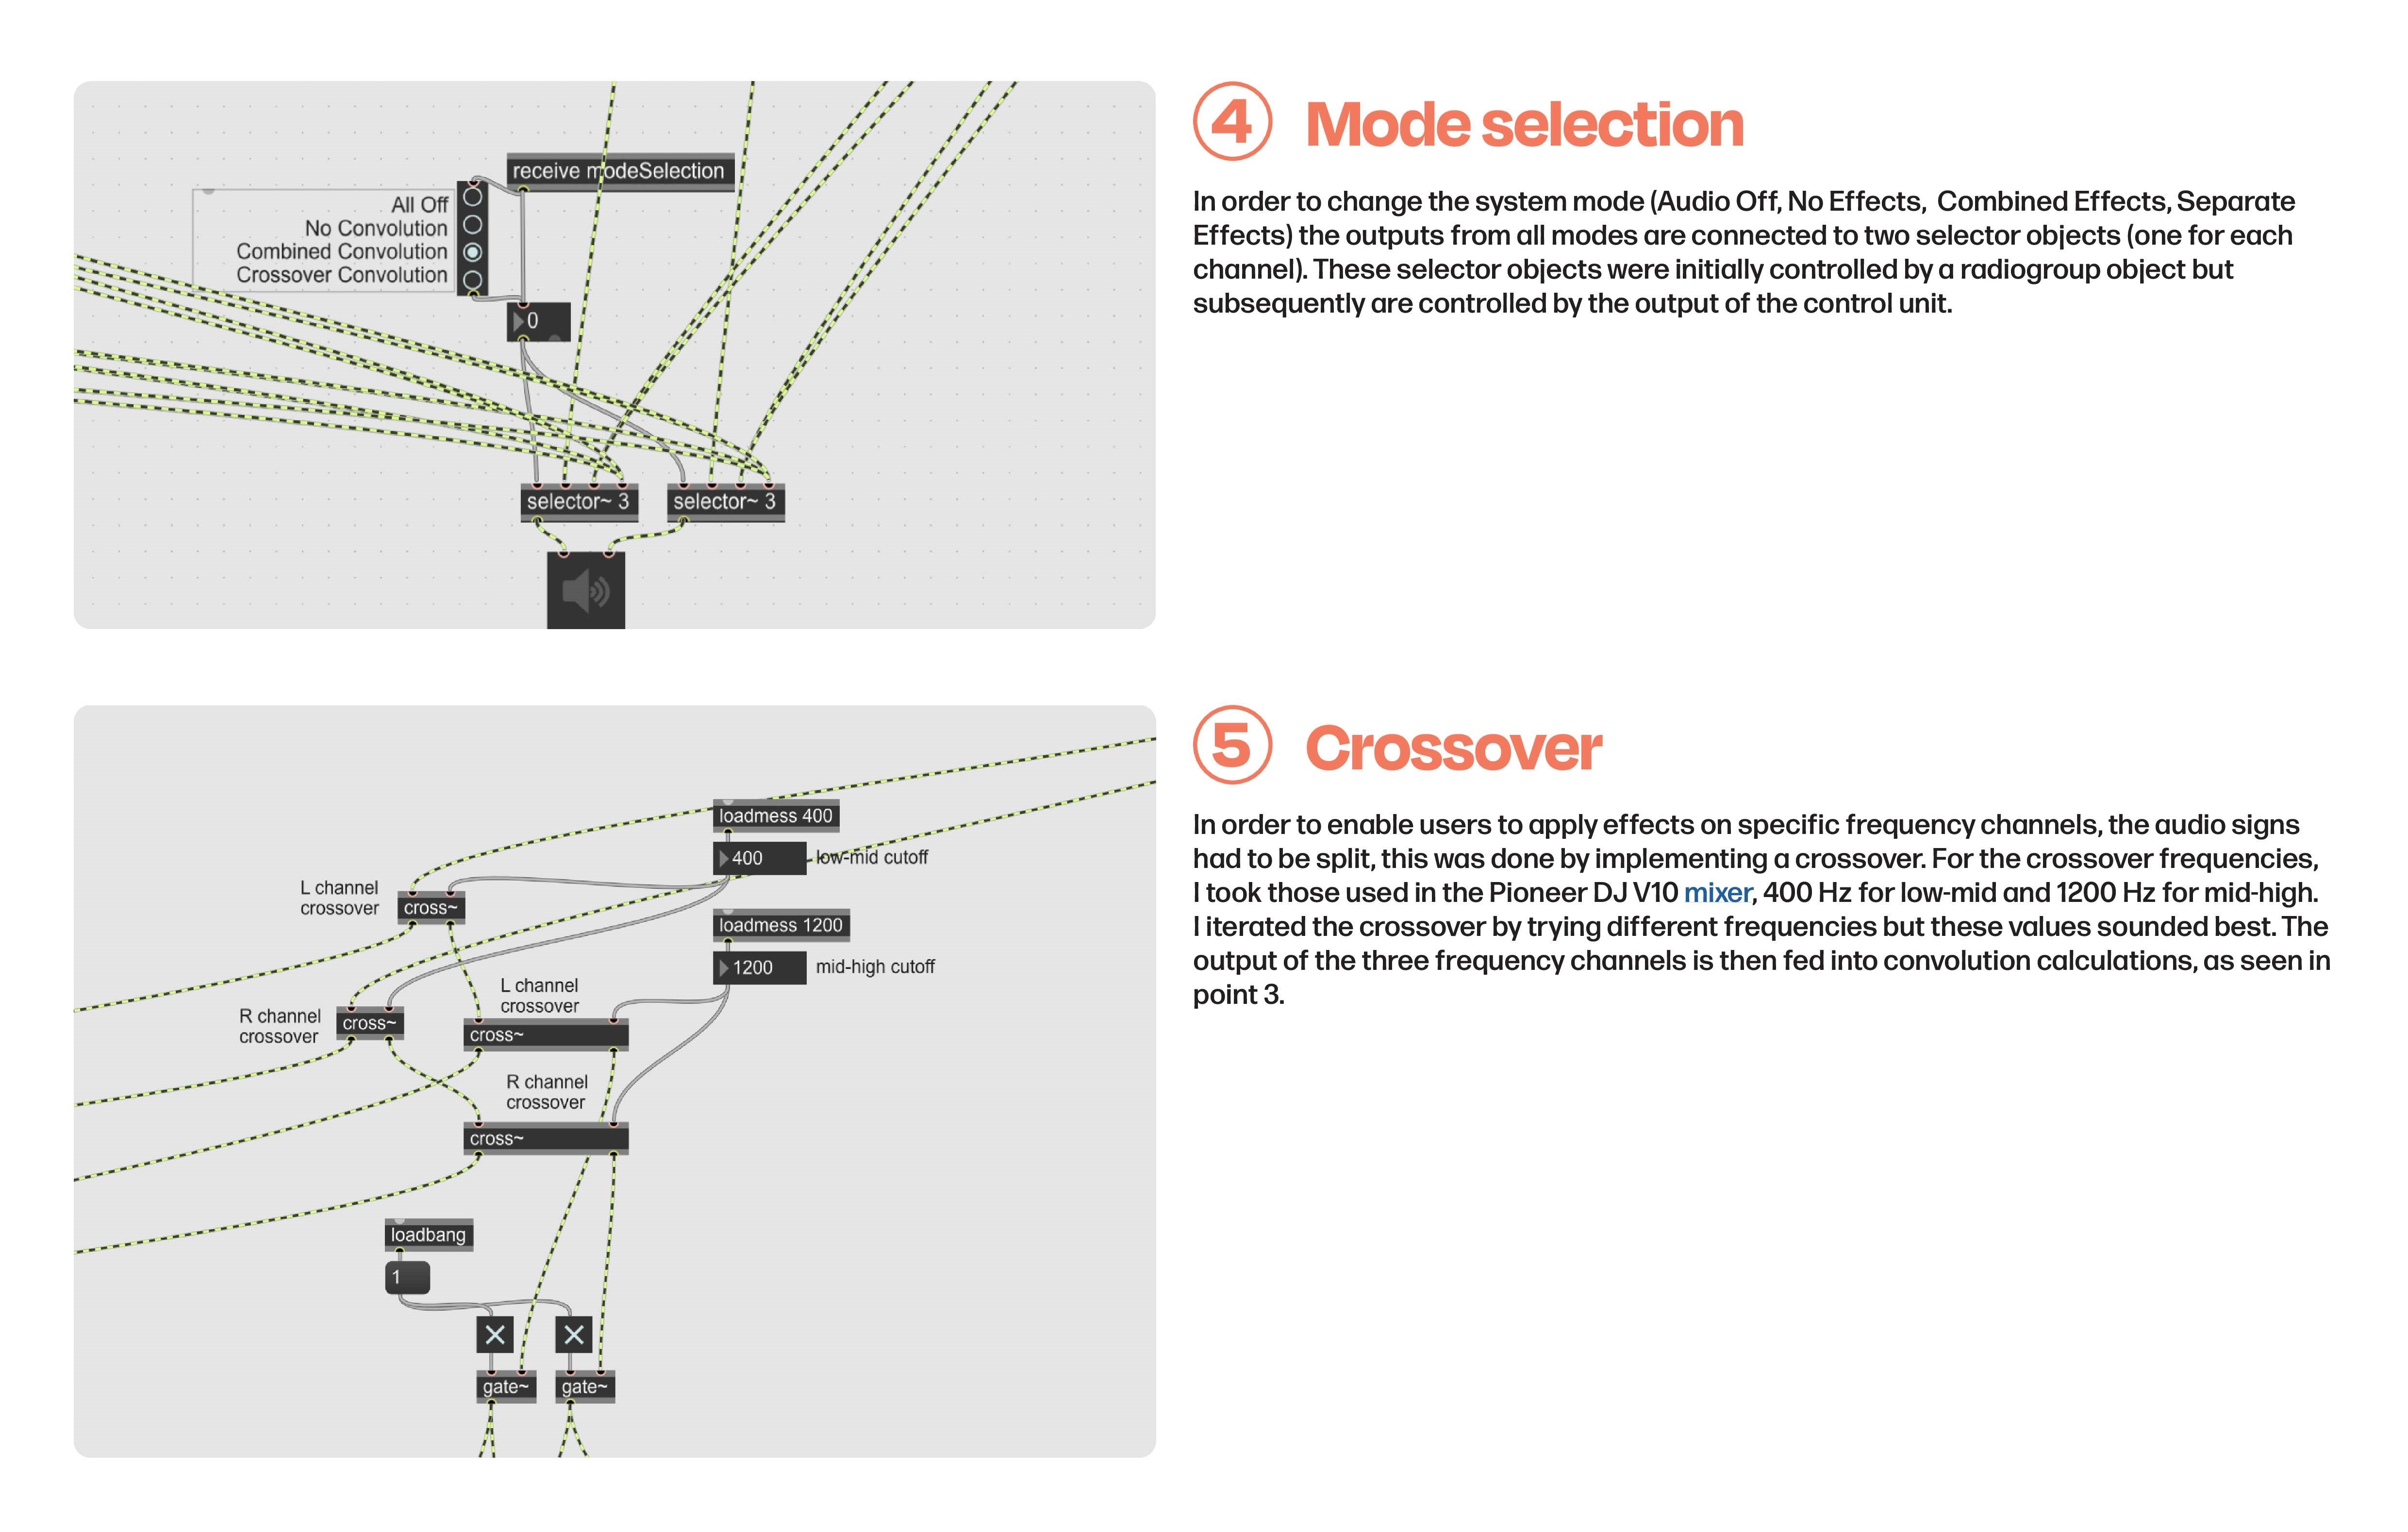 receive modeSelection
All Off
No Convolution
Combined Convolution
Crossover Convolution
0
selector~ 3
selector~ 3
4 Mode selection
In order to change the system mode (Audio Off, No Effects, Combined Effects, Separate
Effects) the outputs from all modes are connected to two selector objects (one for each
channel). These selector objects were initially controlled by a radiogroup object but
subsequently are controlled by the output of the control unit.
loadmess 400
400
low-mid cutoff
L channel
crossover
cross~
loadmess 1200
1200
mid-high cutoff
L channel
crossover
R channel
crossover
cross~
cross~
R channel
crossover
cross~
loadbang
1
gate~
gate~
5 Crossover
In order to enable users to apply effects on specific frequency channels, the audio signs
had to be split, this was done by implementing a crossover. For the crossover frequencies,
I took those used in the Pioneer DJ V10 mixer, 400 Hz for low-mid and 1200 Hz for mid-high.
I iterated the crossover by trying different frequencies but these values sounded best. The
output of the three frequency channels is then fed into convolution calculations, as seen in
point 3.